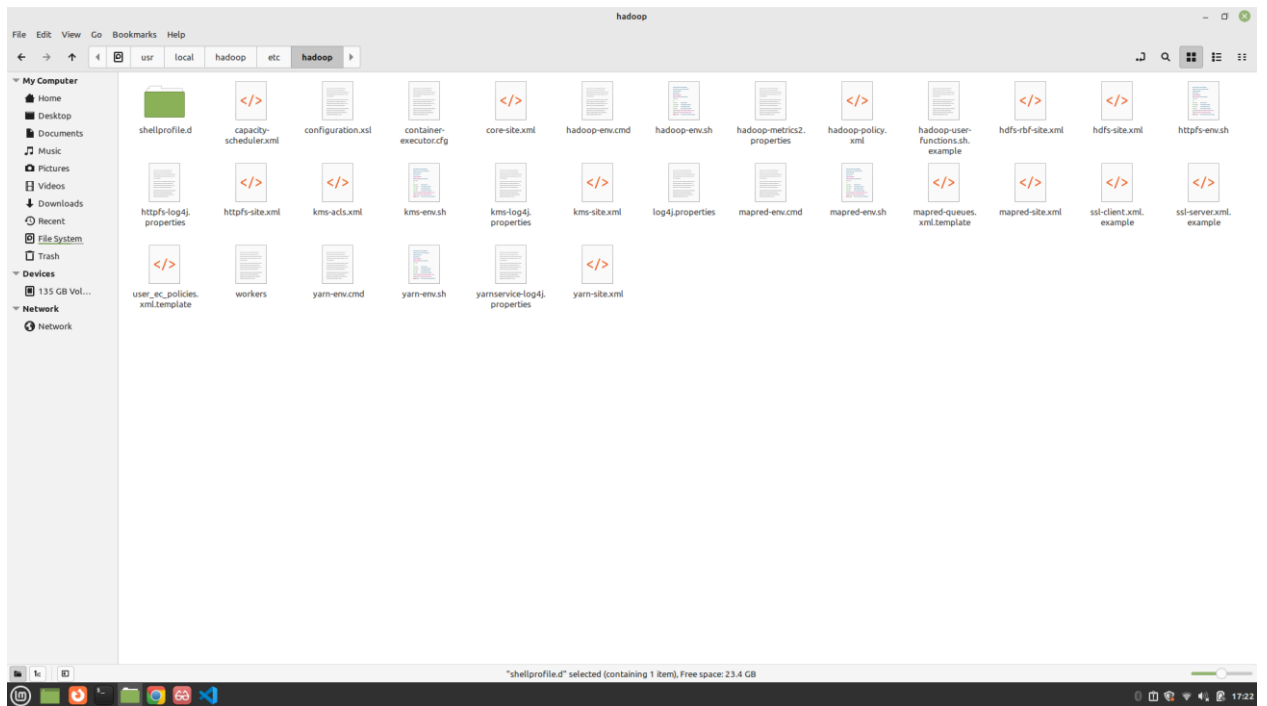 hadoop
File Edit View Go Bookmarks Help
usr local hadoop etc hadoop
My Computer
Home
Desktop
Documents
Music
Pictures
Videos
Downloads
Recent
File System
Trash
Devices
135 GB Vol...
Network
Network
shellprofile.d
capacity-
scheduler.xml
configuration.xsl
container-
executor.cfg
core-site.xml
hadoop-env.cmd
hadoop-env.sh
hadoop-metrics2.
properties
hadoop-policy.
xml
hadoop-user-
functions.sh.
example
hdfs-rbf-site.xml
hdfs-site.xml
httpfs-env.sh
httpfs-log4j.
properties
httpfs-site.xml
kms-acls.xml
kms-env.sh
kms-log4j.
properties
kms-site.xml
log4j.properties
mapred-env.cmd
mapred-env.sh
mapred-queues.
xml.template
mapred-site.xml
ssl-client.xml.
example
ssl-server.xml.
example
user_ec_policies.
xml.template
workers
yarn-env.cmd
yarn-env.sh
yarnservice-log4j.
properties
yarn-site.xml
"shellprofile.d" selected (containing 1 item), Free space: 23.4 GB
17:22